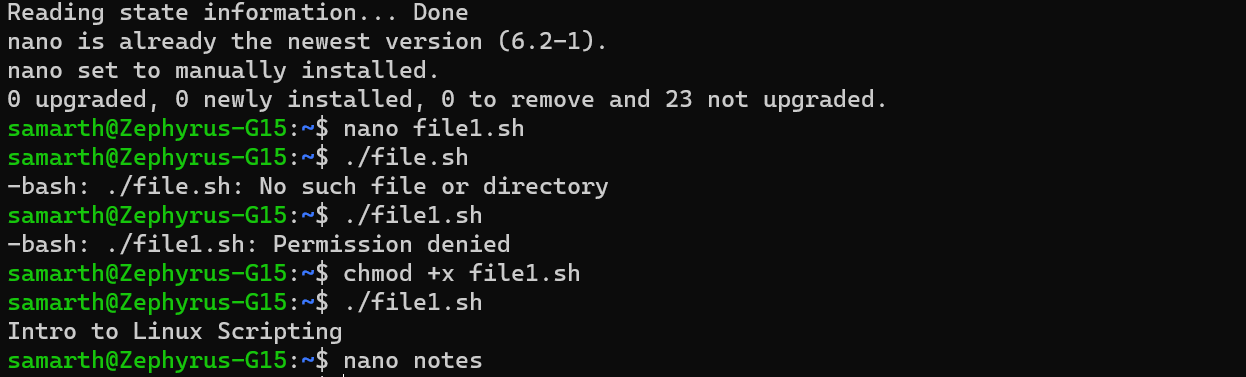 Reading state information... Done
nano is already the newest version (6.2-1).
nano set to manually installed.
0 upgraded, 0 newly installed, 0 to remove and 23 not upgraded.
samarth@Zephyrus-G15:~$ nano file1.sh
samarth@Zephyrus-G15:~$ ./file.sh
-bash: ./file.sh: No such file or directory
samarth@Zephyrus-G15:~$ ./file1.sh
-bash: ./file1.sh: Permission denied
samarth@Zephyrus-G15:~$ chmod +x file1.sh
samarth@Zephyrus-G15:~$ ./file1.sh
Intro to Linux Scripting
samarth@Zephyrus-G15:~$ nano notes